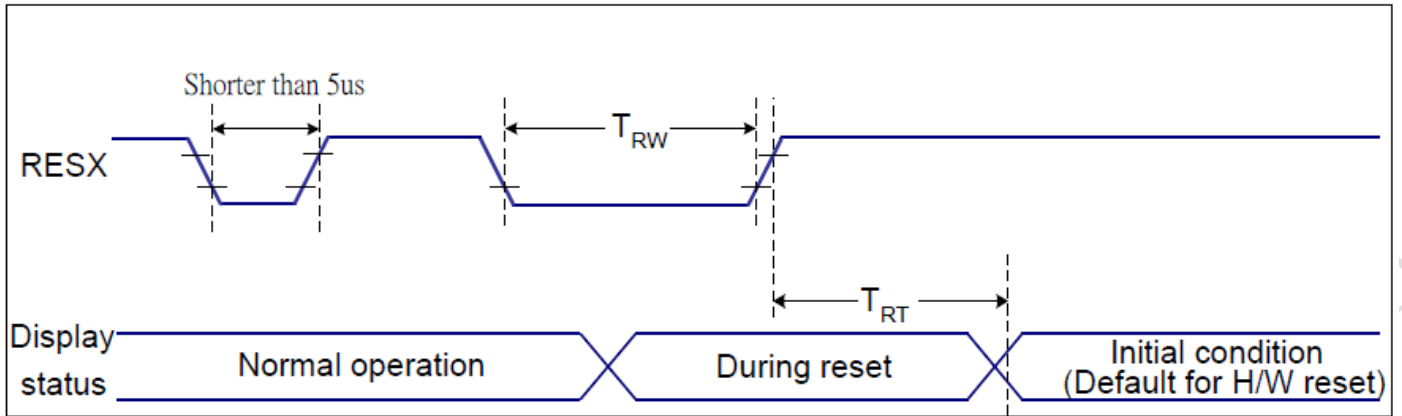 Shorter than 5us
RESX
TRW
TRT
Display
status
Normal operation
During reset
Initial condition
(Default for H/W reset)